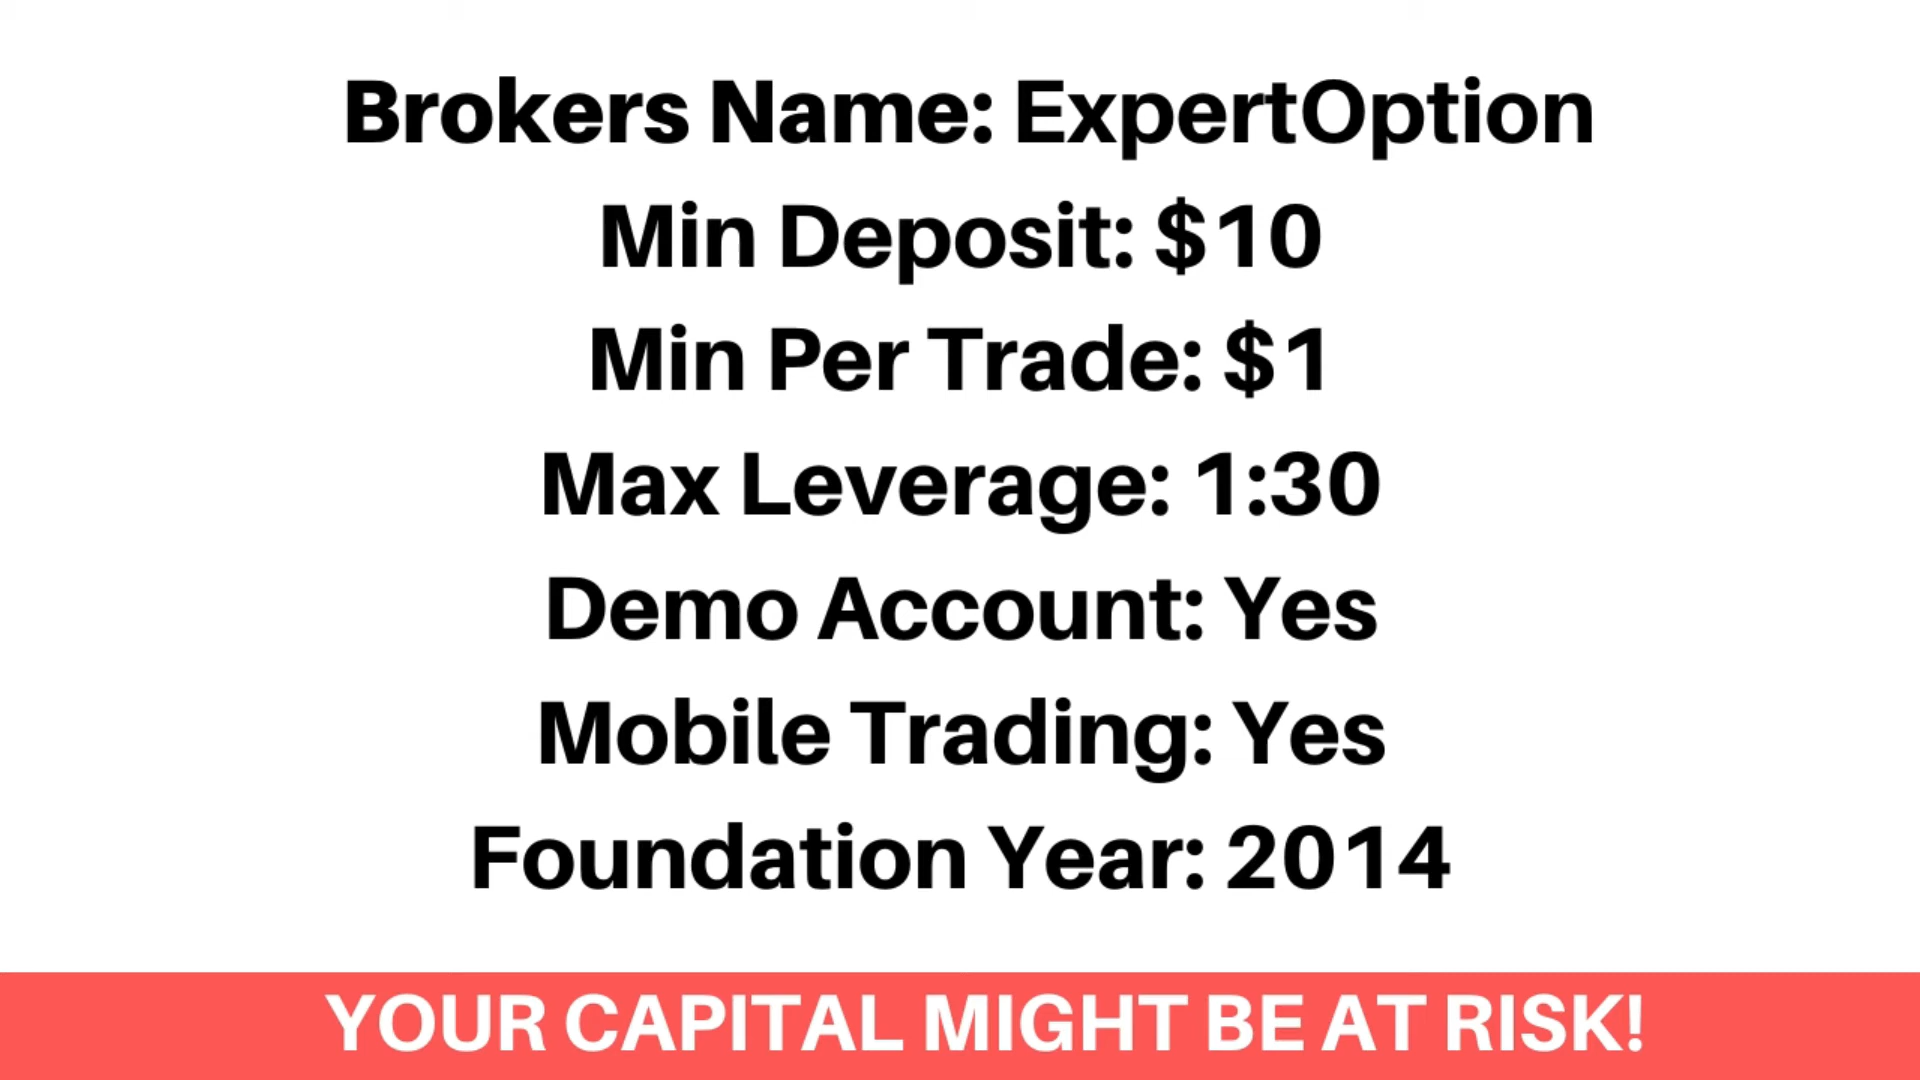 Brokers Name: ExpertOption
Min Deposit: $10
Min Per Trade: $1
Max Leverage: 1:30
Demo Account: Yes
Mobile Trading: Yes
Foundation Year: 2014
YOUR CAPITAL MIGHT BE AT RISK!